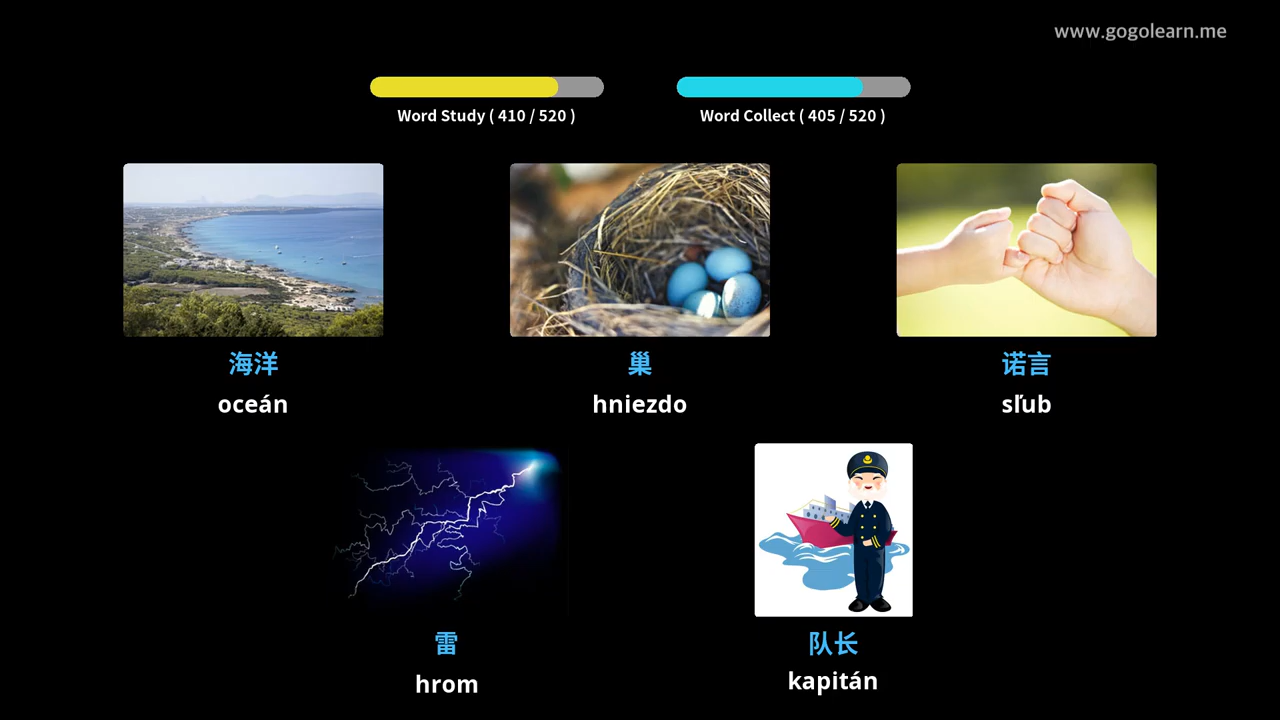 www.gogolearn.me
Word Study ( 410 / 520 )
Word Collect ( 405 / 520 )
海洋
oceán
巢
hniezdo
诺言
sľub
雷
hrom
队长
kapitán